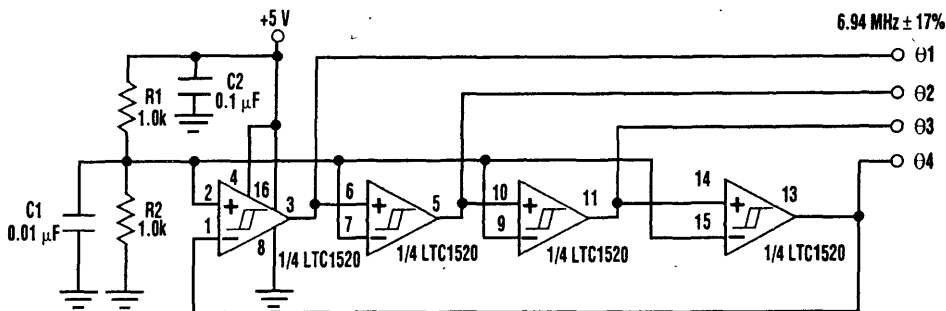 +5 V
6.94 MHz ± 17%
θ1
θ2
θ3
θ4
R1
1.0k
C2
0.1 µF
C1
0.01 µF
R2
1.0k
4
16
2
1
3
8
+
−
1/4 LTC1520
6
7
5
+
−
1/4 LTC1520
10
9
11
+
−
1/4 LTC1520
14
15
13
+
−
1/4 LTC1520